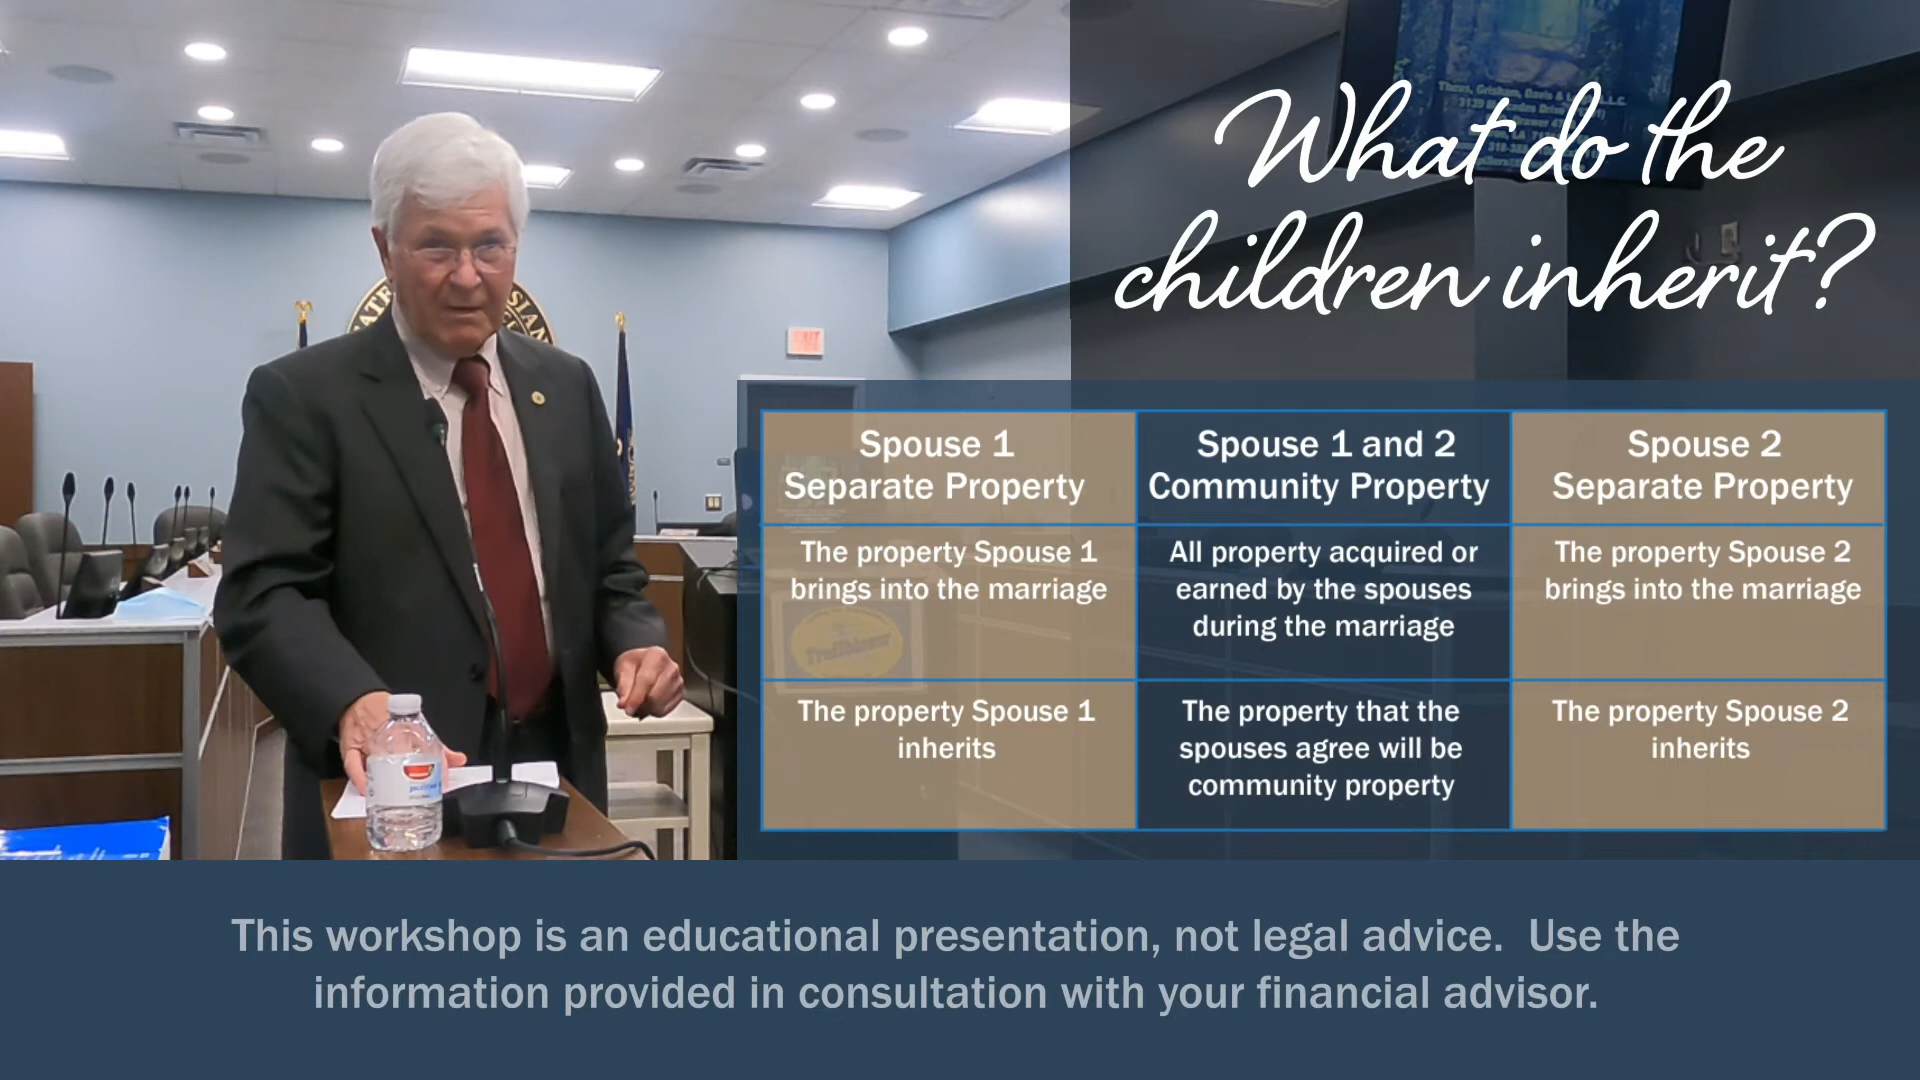 What do the
children inherit?
Spouse 1
Separate Property
Spouse 1 and 2
Community Property
Spouse 2
Separate Property
The property Spouse 1
brings into the marriage
All property acquired or
earned by the spouses
during the marriage
The property Spouse 2
brings into the marriage
The property Spouse 1
inherits
The property that the
spouses agree will be
community property
The property Spouse 2
inherits
This workshop is an educational presentation, not legal advice. Use the
information provided in consultation with your financial advisor.
EXIT
Trailblazer